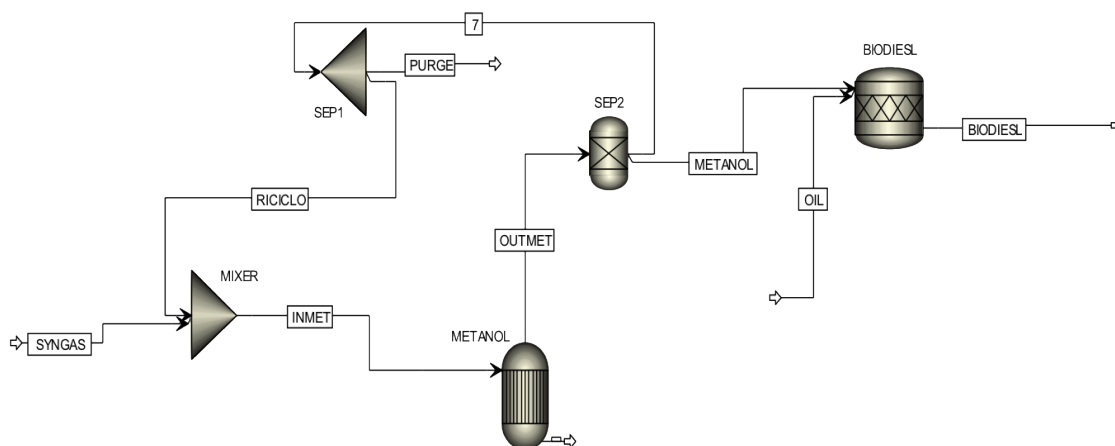 7
BIODIESL
PURGE
SEP1
SEP2
METANOL
BIODIESL
RICICLO
OIL
OUTMET
MIXER
INMET
METANOL
SYNGAS